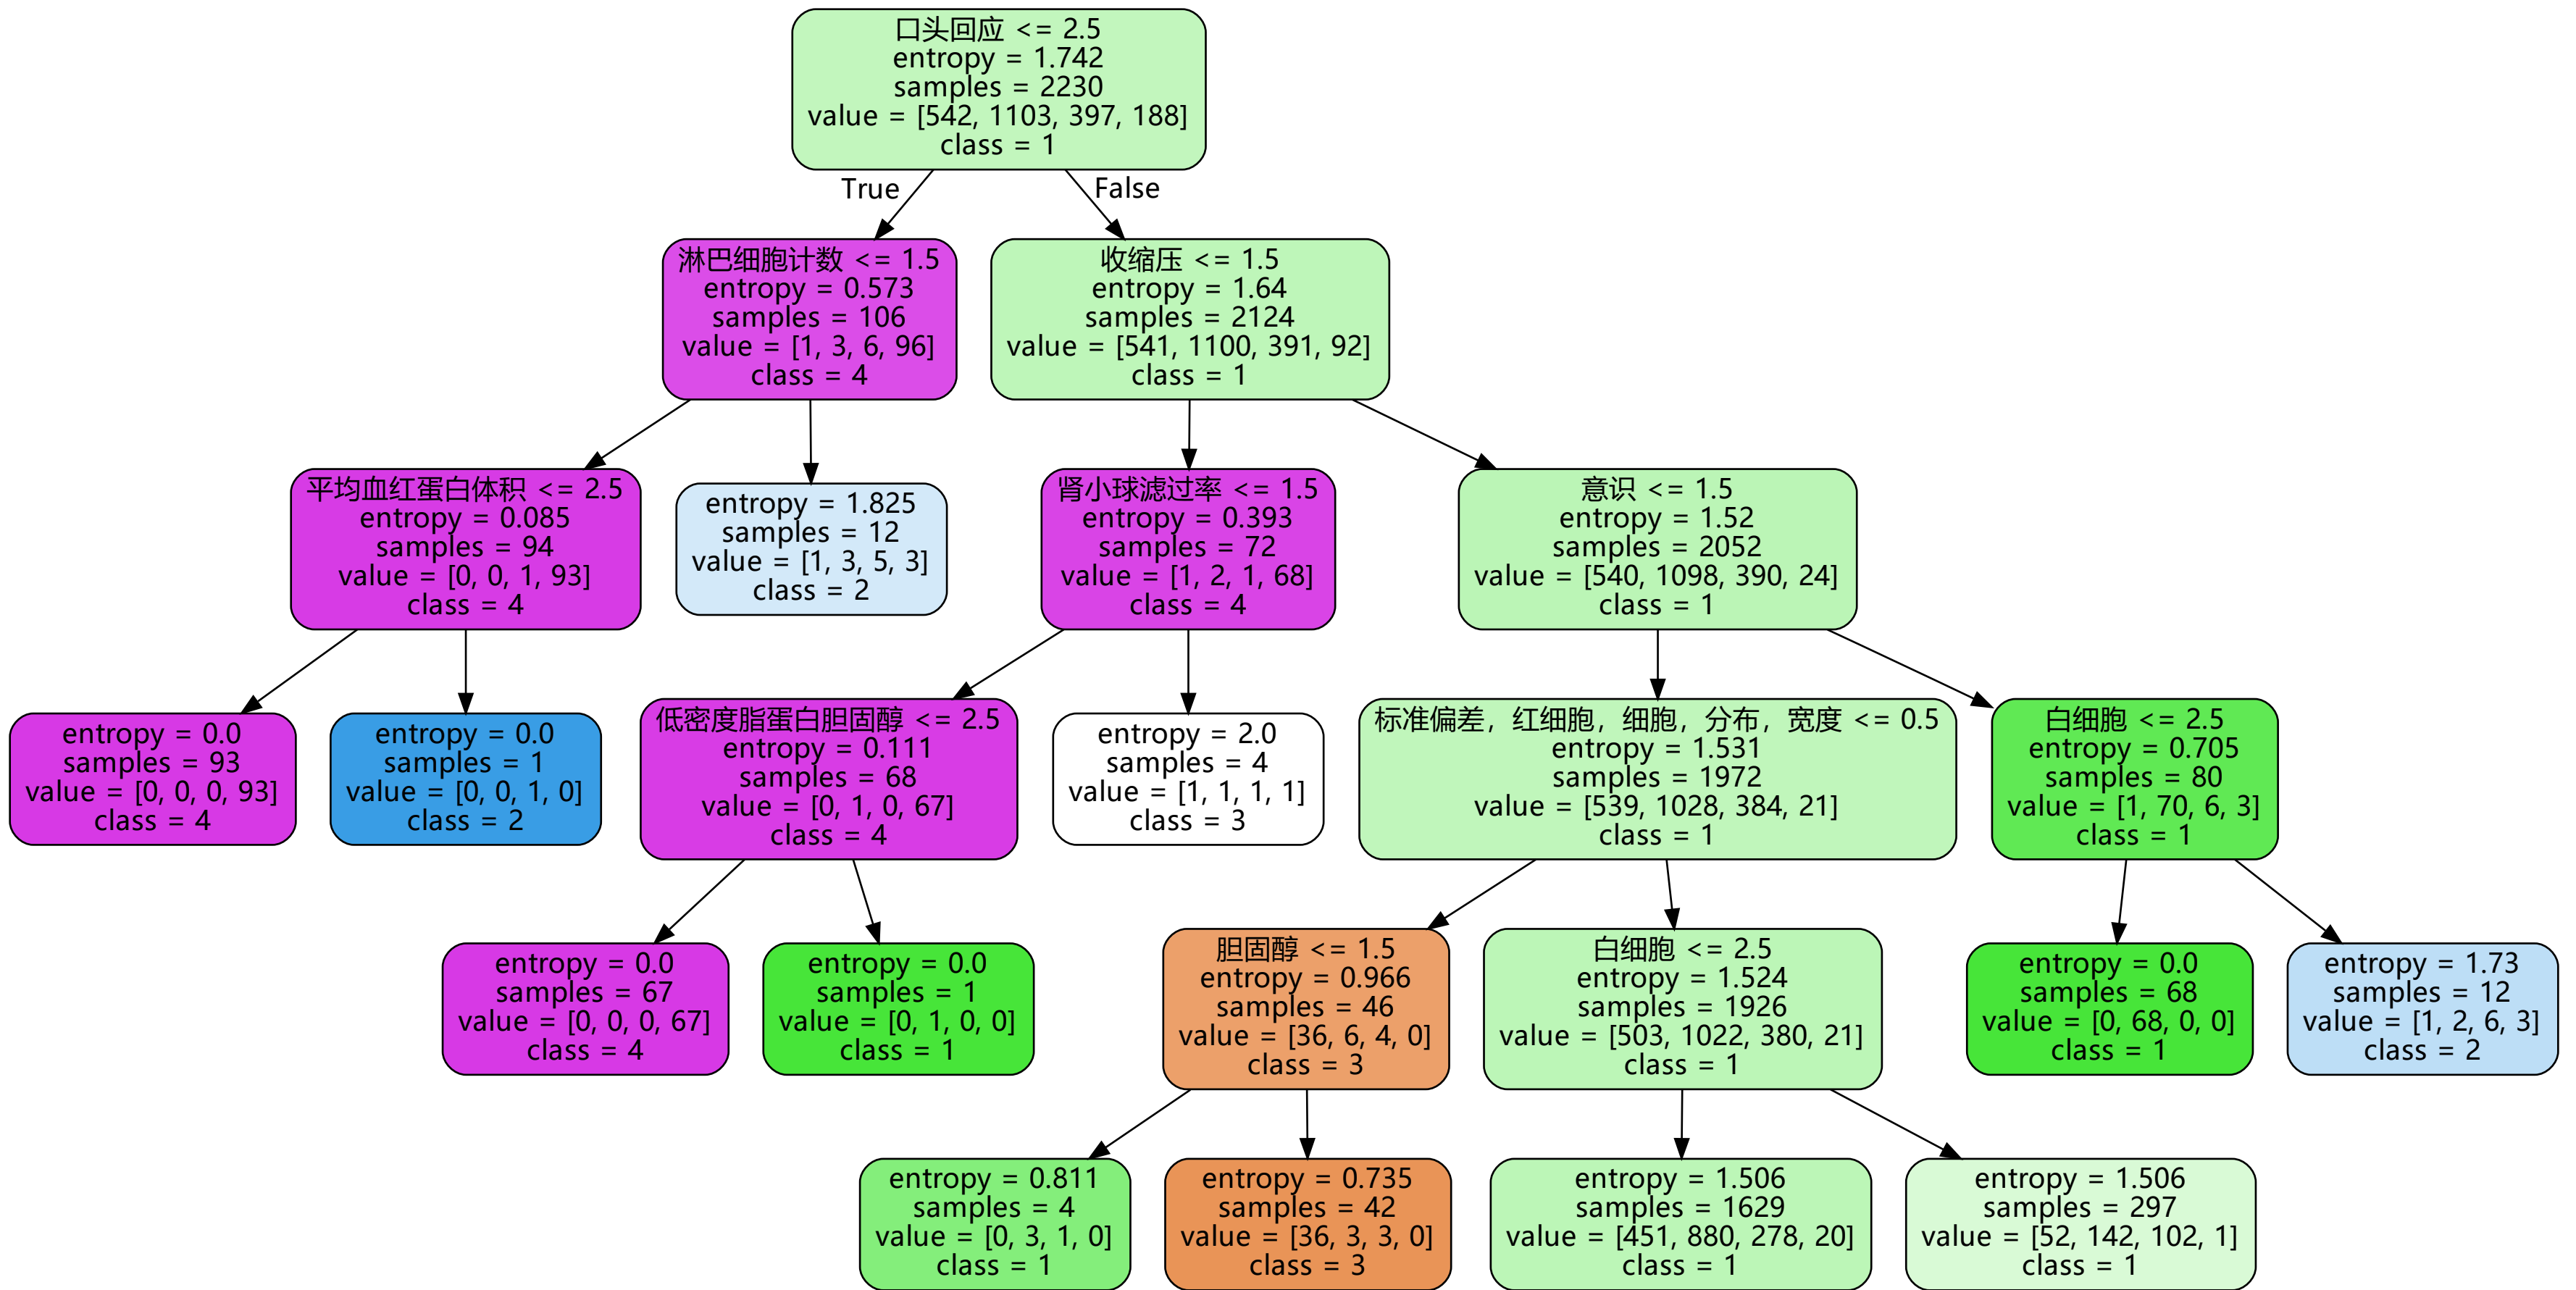 口头回应 <= 2.5
entropy = 1.742
samples = 2230
value = [542, 1103, 397, 188]
class = 1
True
False
淋巴细胞计数 <= 1.5
entropy = 0.573
samples = 106
value = [1, 3, 6, 96]
class = 4
收缩压 <= 1.5
entropy = 1.64
samples = 2124
value = [541, 1100, 391, 92]
class = 1
平均血红蛋白体积 <= 2.5
entropy = 0.085
samples = 94
value = [0, 0, 1, 93]
class = 4
entropy = 1.825
samples = 12
value = [1, 3, 5, 3]
class = 2
肾小球滤过率 <= 1.5
entropy = 0.393
samples = 72
value = [1, 2, 1, 68]
class = 4
意识 <= 1.5
entropy = 1.52
samples = 2052
value = [540, 1098, 390, 24]
class = 1
entropy = 0.0
samples = 93
value = [0, 0, 0, 93]
class = 4
entropy = 0.0
samples = 1
value = [0, 0, 1, 0]
class = 2
低密度脂蛋白胆固醇 <= 2.5
entropy = 0.111
samples = 68
value = [0, 1, 0, 67]
class = 4
entropy = 2.0
samples = 4
value = [1, 1, 1, 1]
class = 3
标准偏差，红细胞，细胞，分布，宽度 <= 0.5
entropy = 1.531
samples = 1972
value = [539, 1028, 384, 21]
class = 1
白细胞 <= 2.5
entropy = 0.705
samples = 80
value = [1, 70, 6, 3]
class = 1
entropy = 0.0
samples = 67
value = [0, 0, 0, 67]
class = 4
entropy = 0.0
samples = 1
value = [0, 1, 0, 0]
class = 1
胆固醇 <= 1.5
entropy = 0.966
samples = 46
value = [36, 6, 4, 0]
class = 3
白细胞 <= 2.5
entropy = 1.524
samples = 1926
value = [503, 1022, 380, 21]
class = 1
entropy = 0.0
samples = 68
value = [0, 68, 0, 0]
class = 1
entropy = 1.73
samples = 12
value = [1, 2, 6, 3]
class = 2
entropy = 0.811
samples = 4
value = [0, 3, 1, 0]
class = 1
entropy = 0.735
samples = 42
value = [36, 3, 3, 0]
class = 3
entropy = 1.506
samples = 1629
value = [451, 880, 278, 20]
class = 1
entropy = 1.506
samples = 297
value = [52, 142, 102, 1]
class = 1